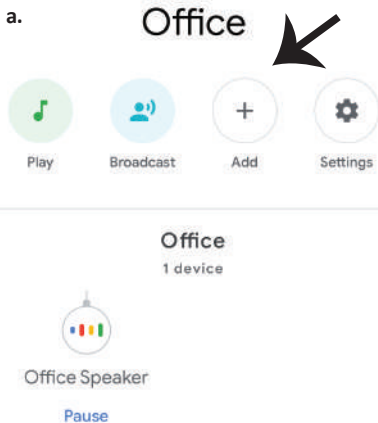 a.
Office
Play Broadcast Add Settings
Office
1 device
Office Speaker
Pause